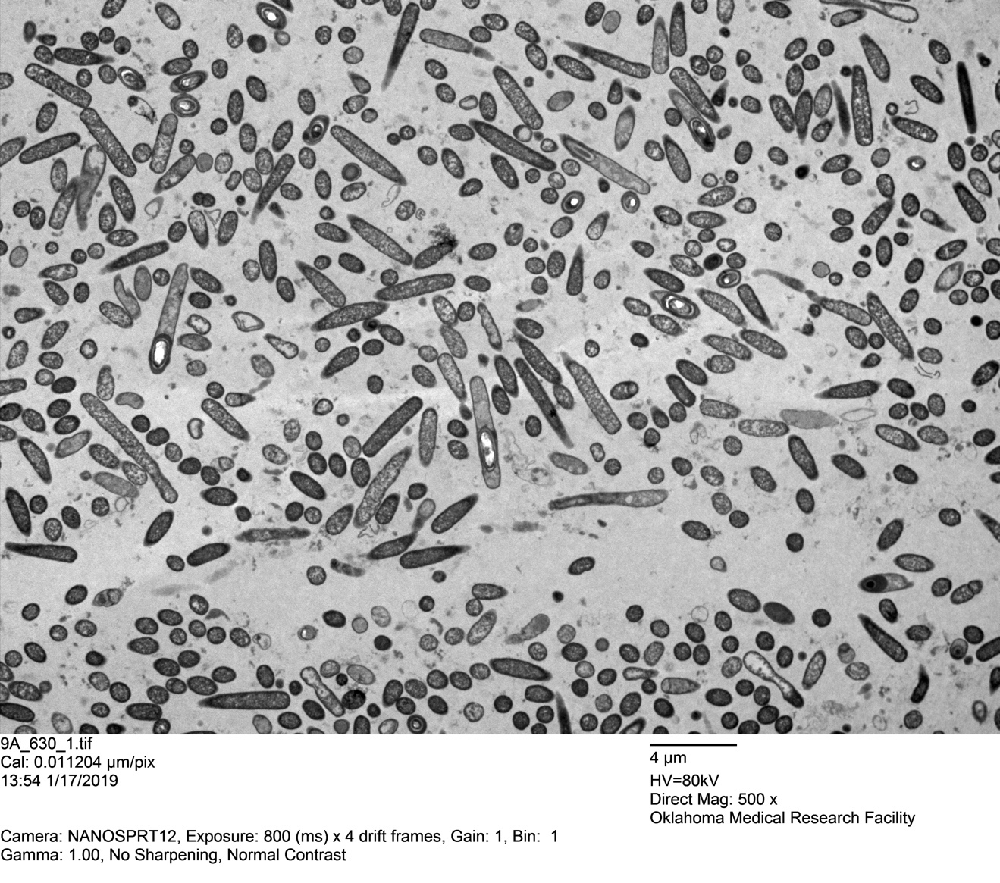 9A_630_1.tif
Cal: 0.011204 µm/pix
13:54 1/17/2019
Camera: NANOSPRT12, Exposure: 800 (ms) x 4 drift frames, Gain: 1, Bin: 1
Gamma: 1.00, No Sharpening, Normal Contrast
4 µm
HV=80kV
Direct Mag: 500 x
Oklahoma Medical Research Facility